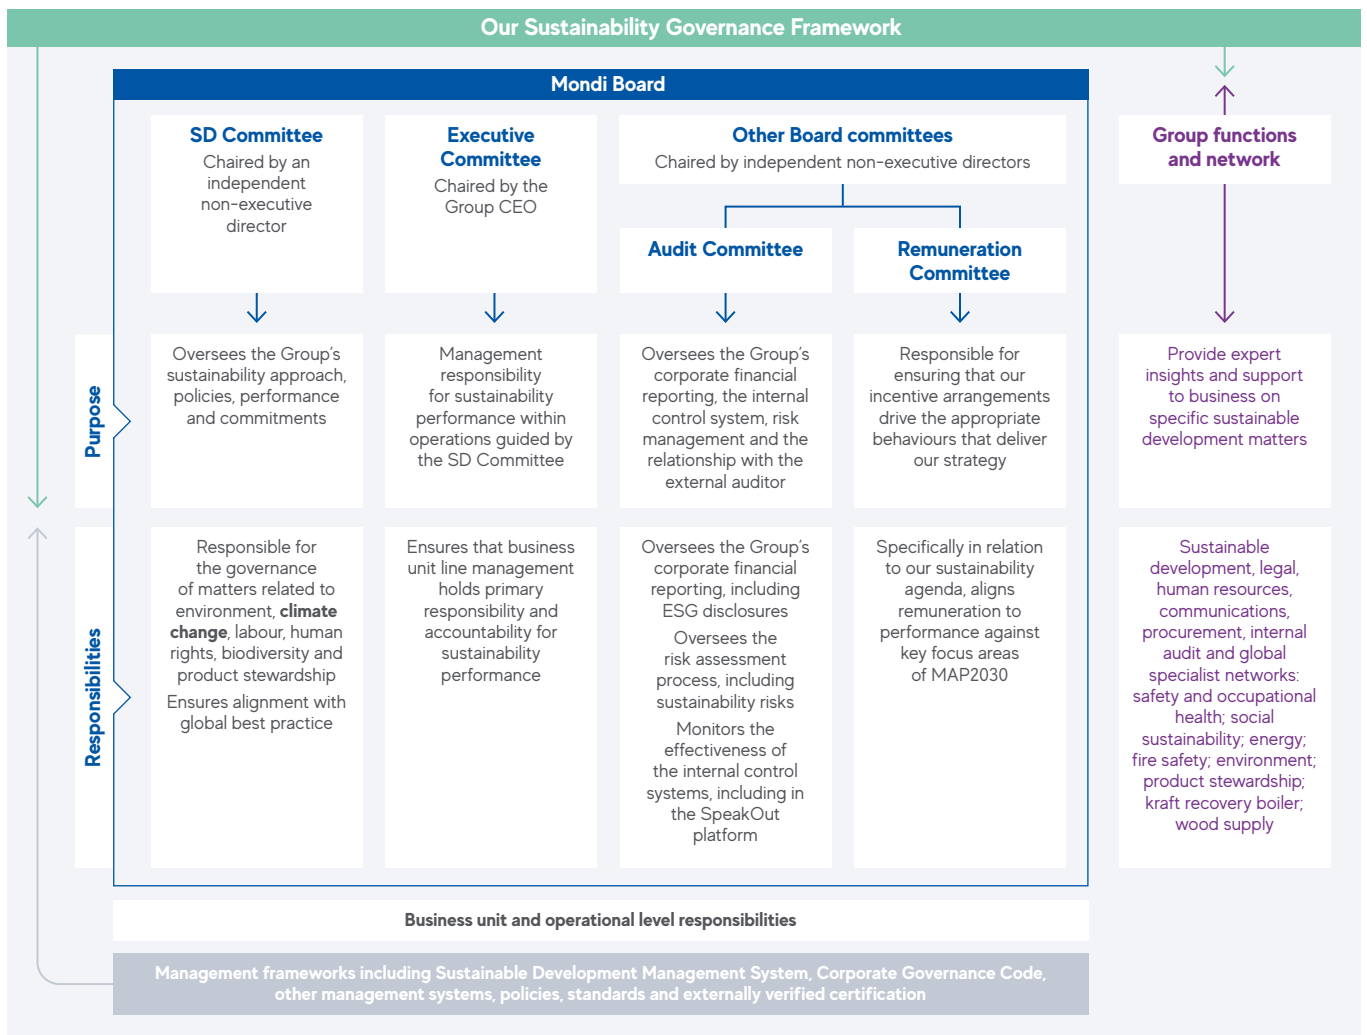 Our Sustainability Governance Framework
Mondi Board
SD Committee
Chaired by an
independent
non-executive
director
Executive
Committee
Chaired by the
Group CEO
Other Board committees
Chaired by independent non-executive directors
Audit Committee
Remuneration
Committee
Group functions
and network
Purpose
Oversees the Group's
sustainability approach,
policies, performance
and commitments
Management
responsibility
for sustainability
performance within
operations guided by
the SD Committee
Oversees the Group's
corporate financial
reporting, the internal
control system, risk
management and the
relationship with the
external auditor
Responsible for
ensuring that our
incentive arrangements
drive the appropriate
behaviours that deliver
our strategy
Provide expert
insights and support
to business on
specific sustainable
development matters
Responsibilities
Responsible for
the governance
of matters related to
environment, climate
change, labour, human
rights, biodiversity and
product stewardship
Ensures alignment with
global best practice
Ensures that business
unit line management
holds primary
responsibility and
accountability for
sustainability
performance
Oversees the Group's
corporate financial
reporting, including
ESG disclosures
Oversees the
risk assessment
process, including
sustainability risks
Monitors the
effectiveness of
the internal control
systems, including in
the SpeakOut
platform
Specifically in relation
to our sustainability
agenda, aligns
remuneration to
performance against
key focus areas
of MAP2030
Sustainable
development, legal,
human resources,
communications,
procurement, internal
audit and global
specialist networks:
safety and occupational
health; social
sustainability; energy;
fire safety; environment;
product stewardship;
kraft recovery boiler;
wood supply
Business unit and operational level responsibilities
Management frameworks including Sustainable Development Management System, Corporate Governance Code,
other management systems, policies, standards and externally verified certification